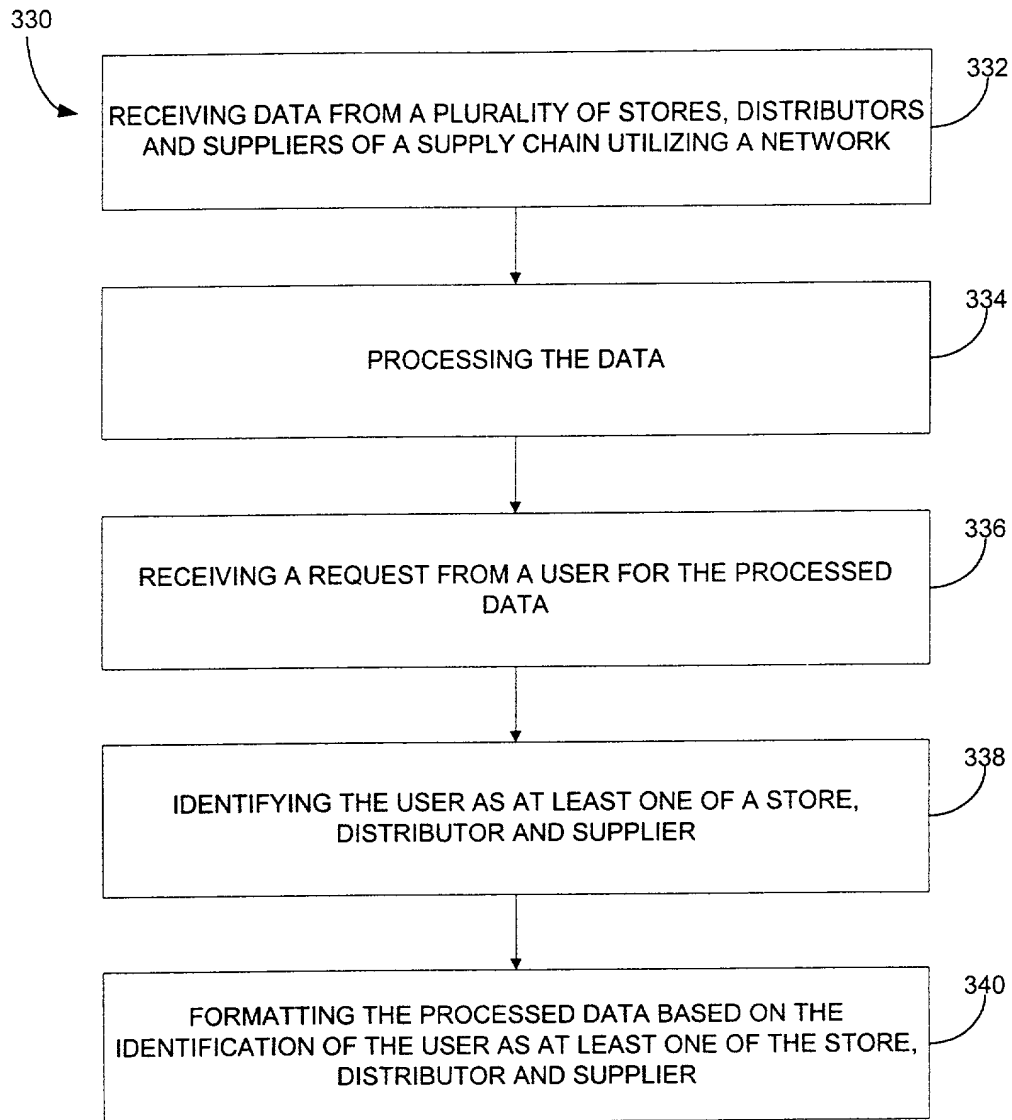 330
332
RECEIVING DATA FROM A PLURALITY OF STORES, DISTRIBUTORS
AND SUPPLIERS OF A SUPPLY CHAIN UTILIZING A NETWORK
334
PROCESSING THE DATA
336
RECEIVING A REQUEST FROM A USER FOR THE PROCESSED
DATA
338
IDENTIFYING THE USER AS AT LEAST ONE OF A STORE,
DISTRIBUTOR AND SUPPLIER
340
FORMATTING THE PROCESSED DATA BASED ON THE
IDENTIFICATION OF THE USER AS AT LEAST ONE OF THE STORE,
DISTRIBUTOR AND SUPPLIER